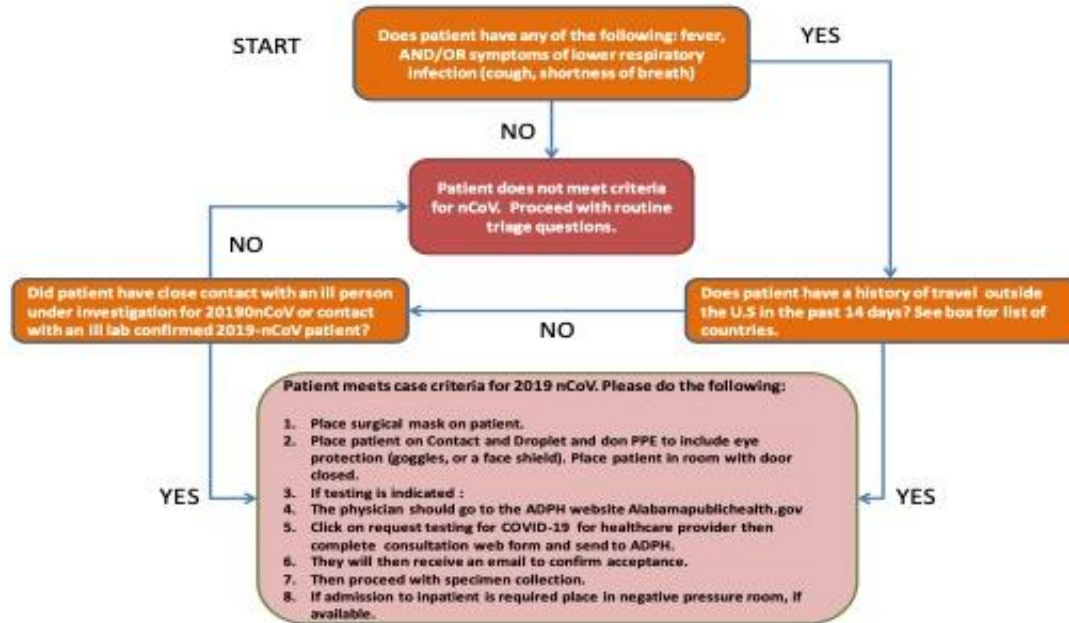 START
Does patient have any of the following: fever,
AND/OR symptoms of lower respiratory
infection (cough, shortness of breath)
YES
NO
Patient does not meet criteria
for nCoV. Proceed with routine
triage questions.
NO
Did patient have close contact with an ill person
under investigation for 20190nCoV or contact
with an ill lab confirmed 2019-nCoV patient?
NO
Does patient have a history of travel outside
the U.S in the past 14 days? See box for list of
countries.
Patient meets case criteria for 2019 nCoV. Please do the following:
1. Place surgical mask on patient.
2. Place patient on Contact and Droplet and don PPE to include eye
protection (goggles, or a face shield). Place patient in room with door
closed.
3. If testing is indicated :
4. The physician should go to the ADPH website Alabamapublichealth.gov
5. Click on request testing for COVID-19 for healthcare provider then
complete consultation web form and send to ADPH.
6. They will then receive an email to confirm acceptance.
7. Then proceed with specimen collection.
8. If admission to inpatient is required place in negative pressure room, if
available.
YES
YES